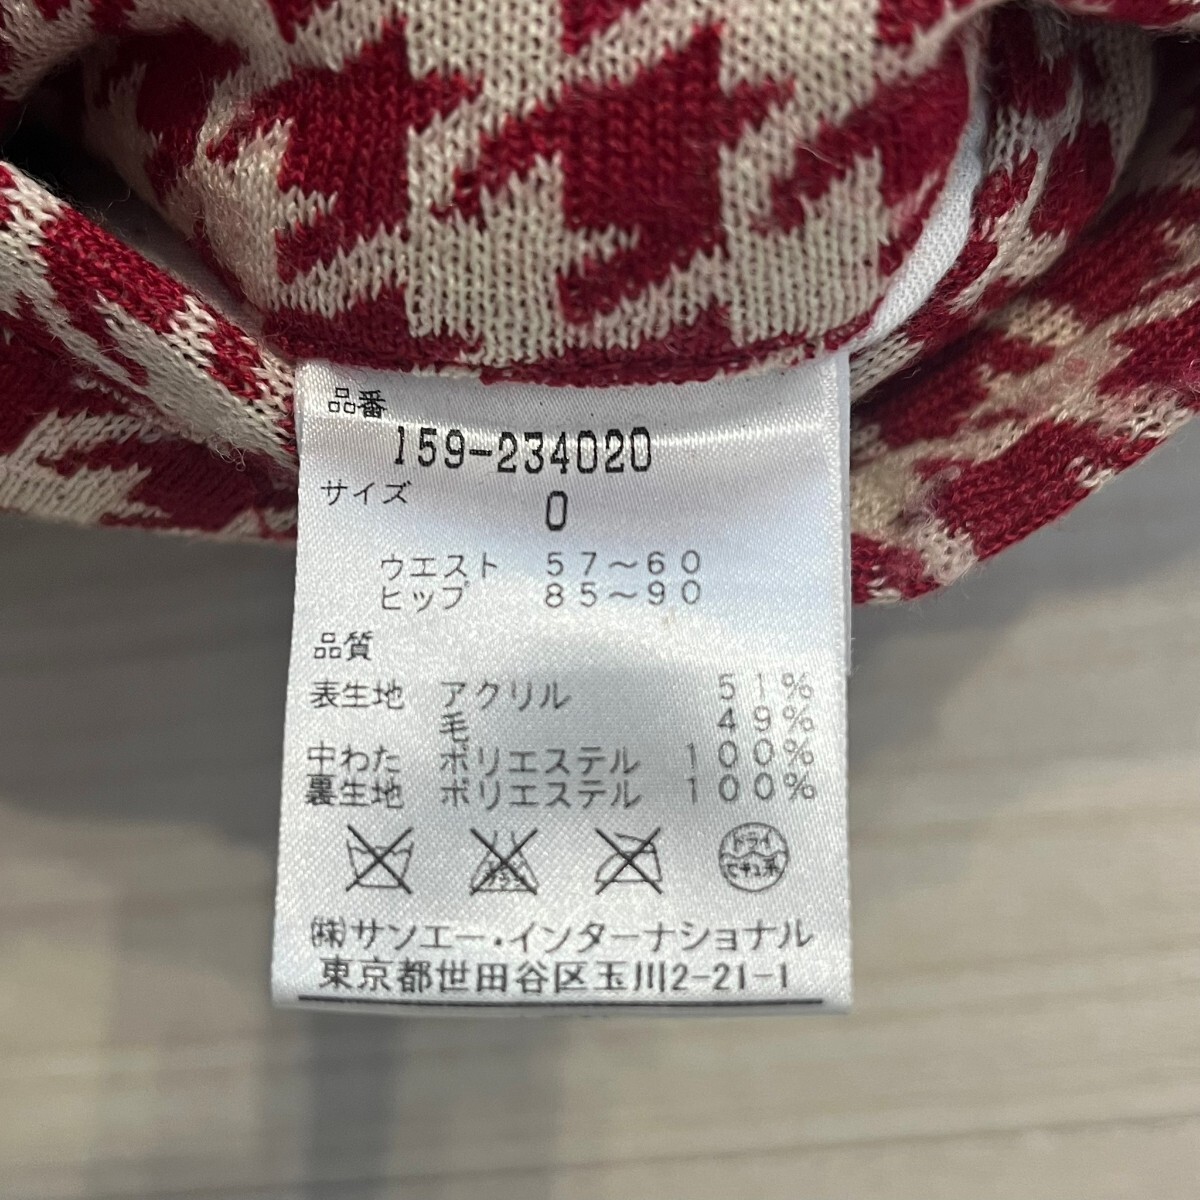 品番
159-234020
サイズ
0
ウエスト 57〜60
ヒップ 85〜90
品質
表生地 アクリル 51%
毛 49%
中わた ポリエステル 100%
裏生地 ポリエステル 100%
ドライ
セキユ系
㈱サンエー・インターナショナル
東京都世田谷区玉川2-21-1